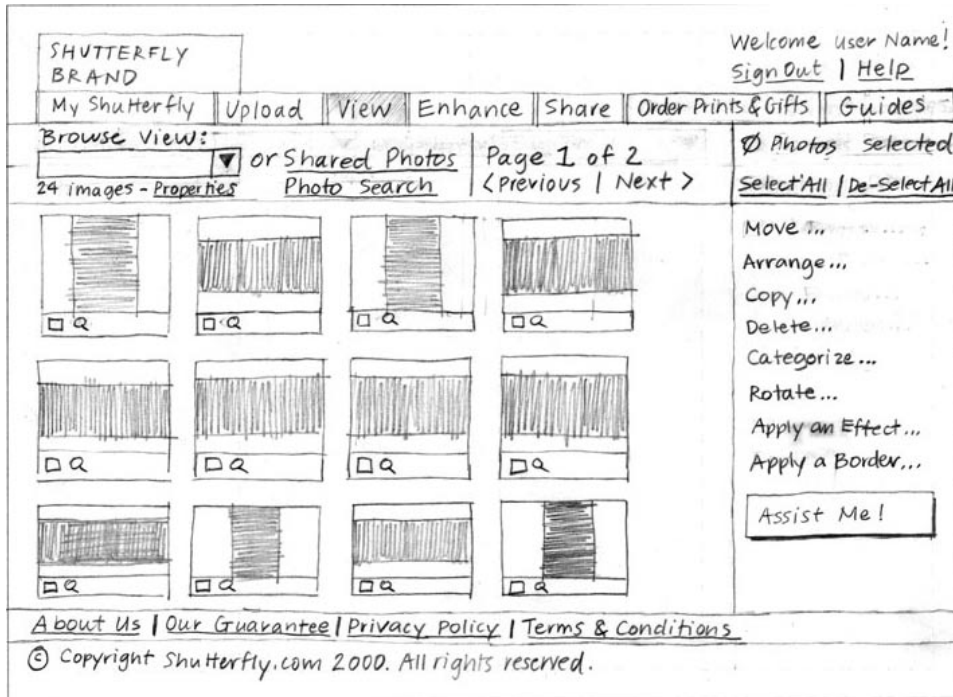 SHUTTERFLY
BRAND
Welcome User Name!
Sign Out | Help
My Shutterfly
Upload
View
Enhance
Share
Order Prints & Gifts
Guides
Browse View:
or Shared Photos
24 images - Properties
Photo Search
Page 1 of 2
< Previous | Next >
0 Photos Selected
Select All | De-Select All
Move ...
Arrange...
Copy...
Delete...
Categorize...
Rotate...
Apply an Effect...
Apply a Border...
Assist Me!
About Us | Our Guarantee | Privacy Policy | Terms & Conditions
© Copyright Shutterfly.com 2000. All rights reserved.